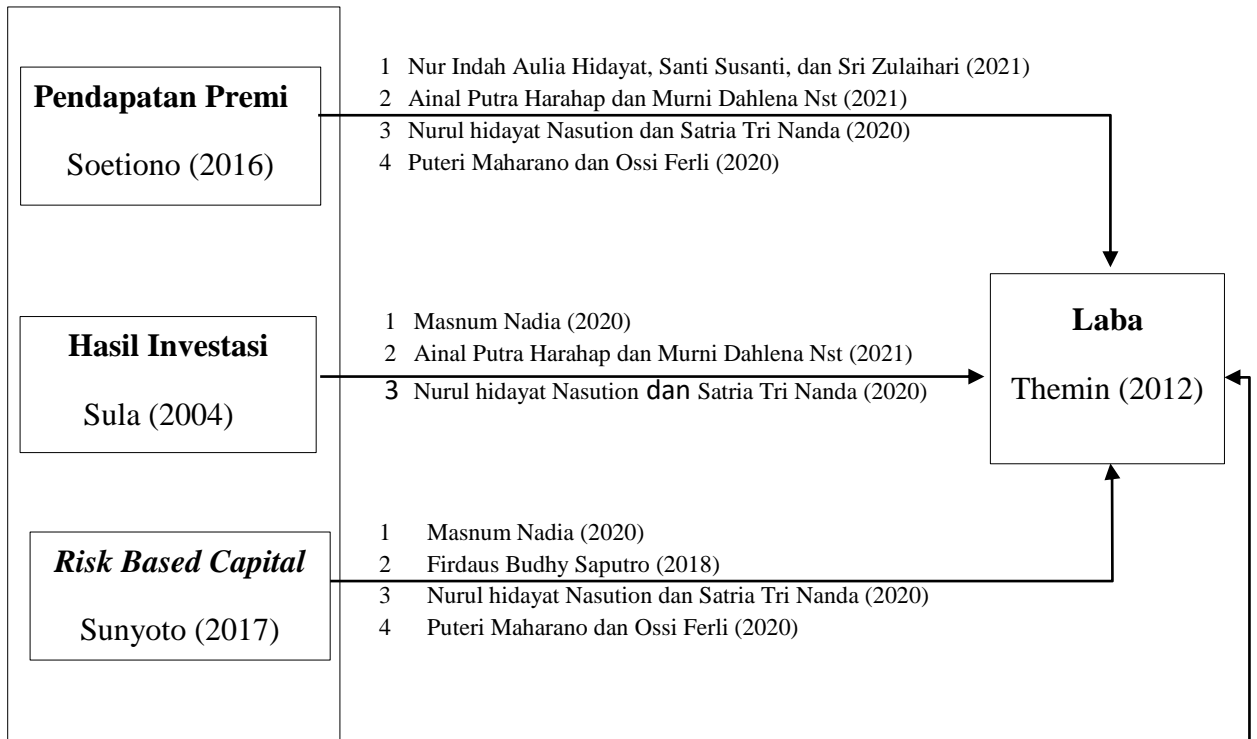 Pendapatan Premi
Soetiono (2016)
1 Nur Indah Aulia Hidayat, Santi Susanti, dan Sri Zulaihari (2021)
2 Ainal Putra Harahap dan Murni Dahlena Nst (2021)
3 Nurul hidayat Nasution dan Satria Tri Nanda (2020)
4 Puteri Maharano dan Ossi Ferli (2020)
Hasil Investasi
Sula (2004)
1 Masnum Nadia (2020)
2 Ainal Putra Harahap dan Murni Dahlena Nst (2021)
3 Nurul hidayat Nasution dan Satria Tri Nanda (2020)
Laba
Themin (2012)
Risk Based Capital
Sunyoto (2017)
1 Masnum Nadia (2020)
2 Firdaus Budhy Saputro (2018)
3 Nurul hidayat Nasution dan Satria Tri Nanda (2020)
4 Puteri Maharano dan Ossi Ferli (2020)